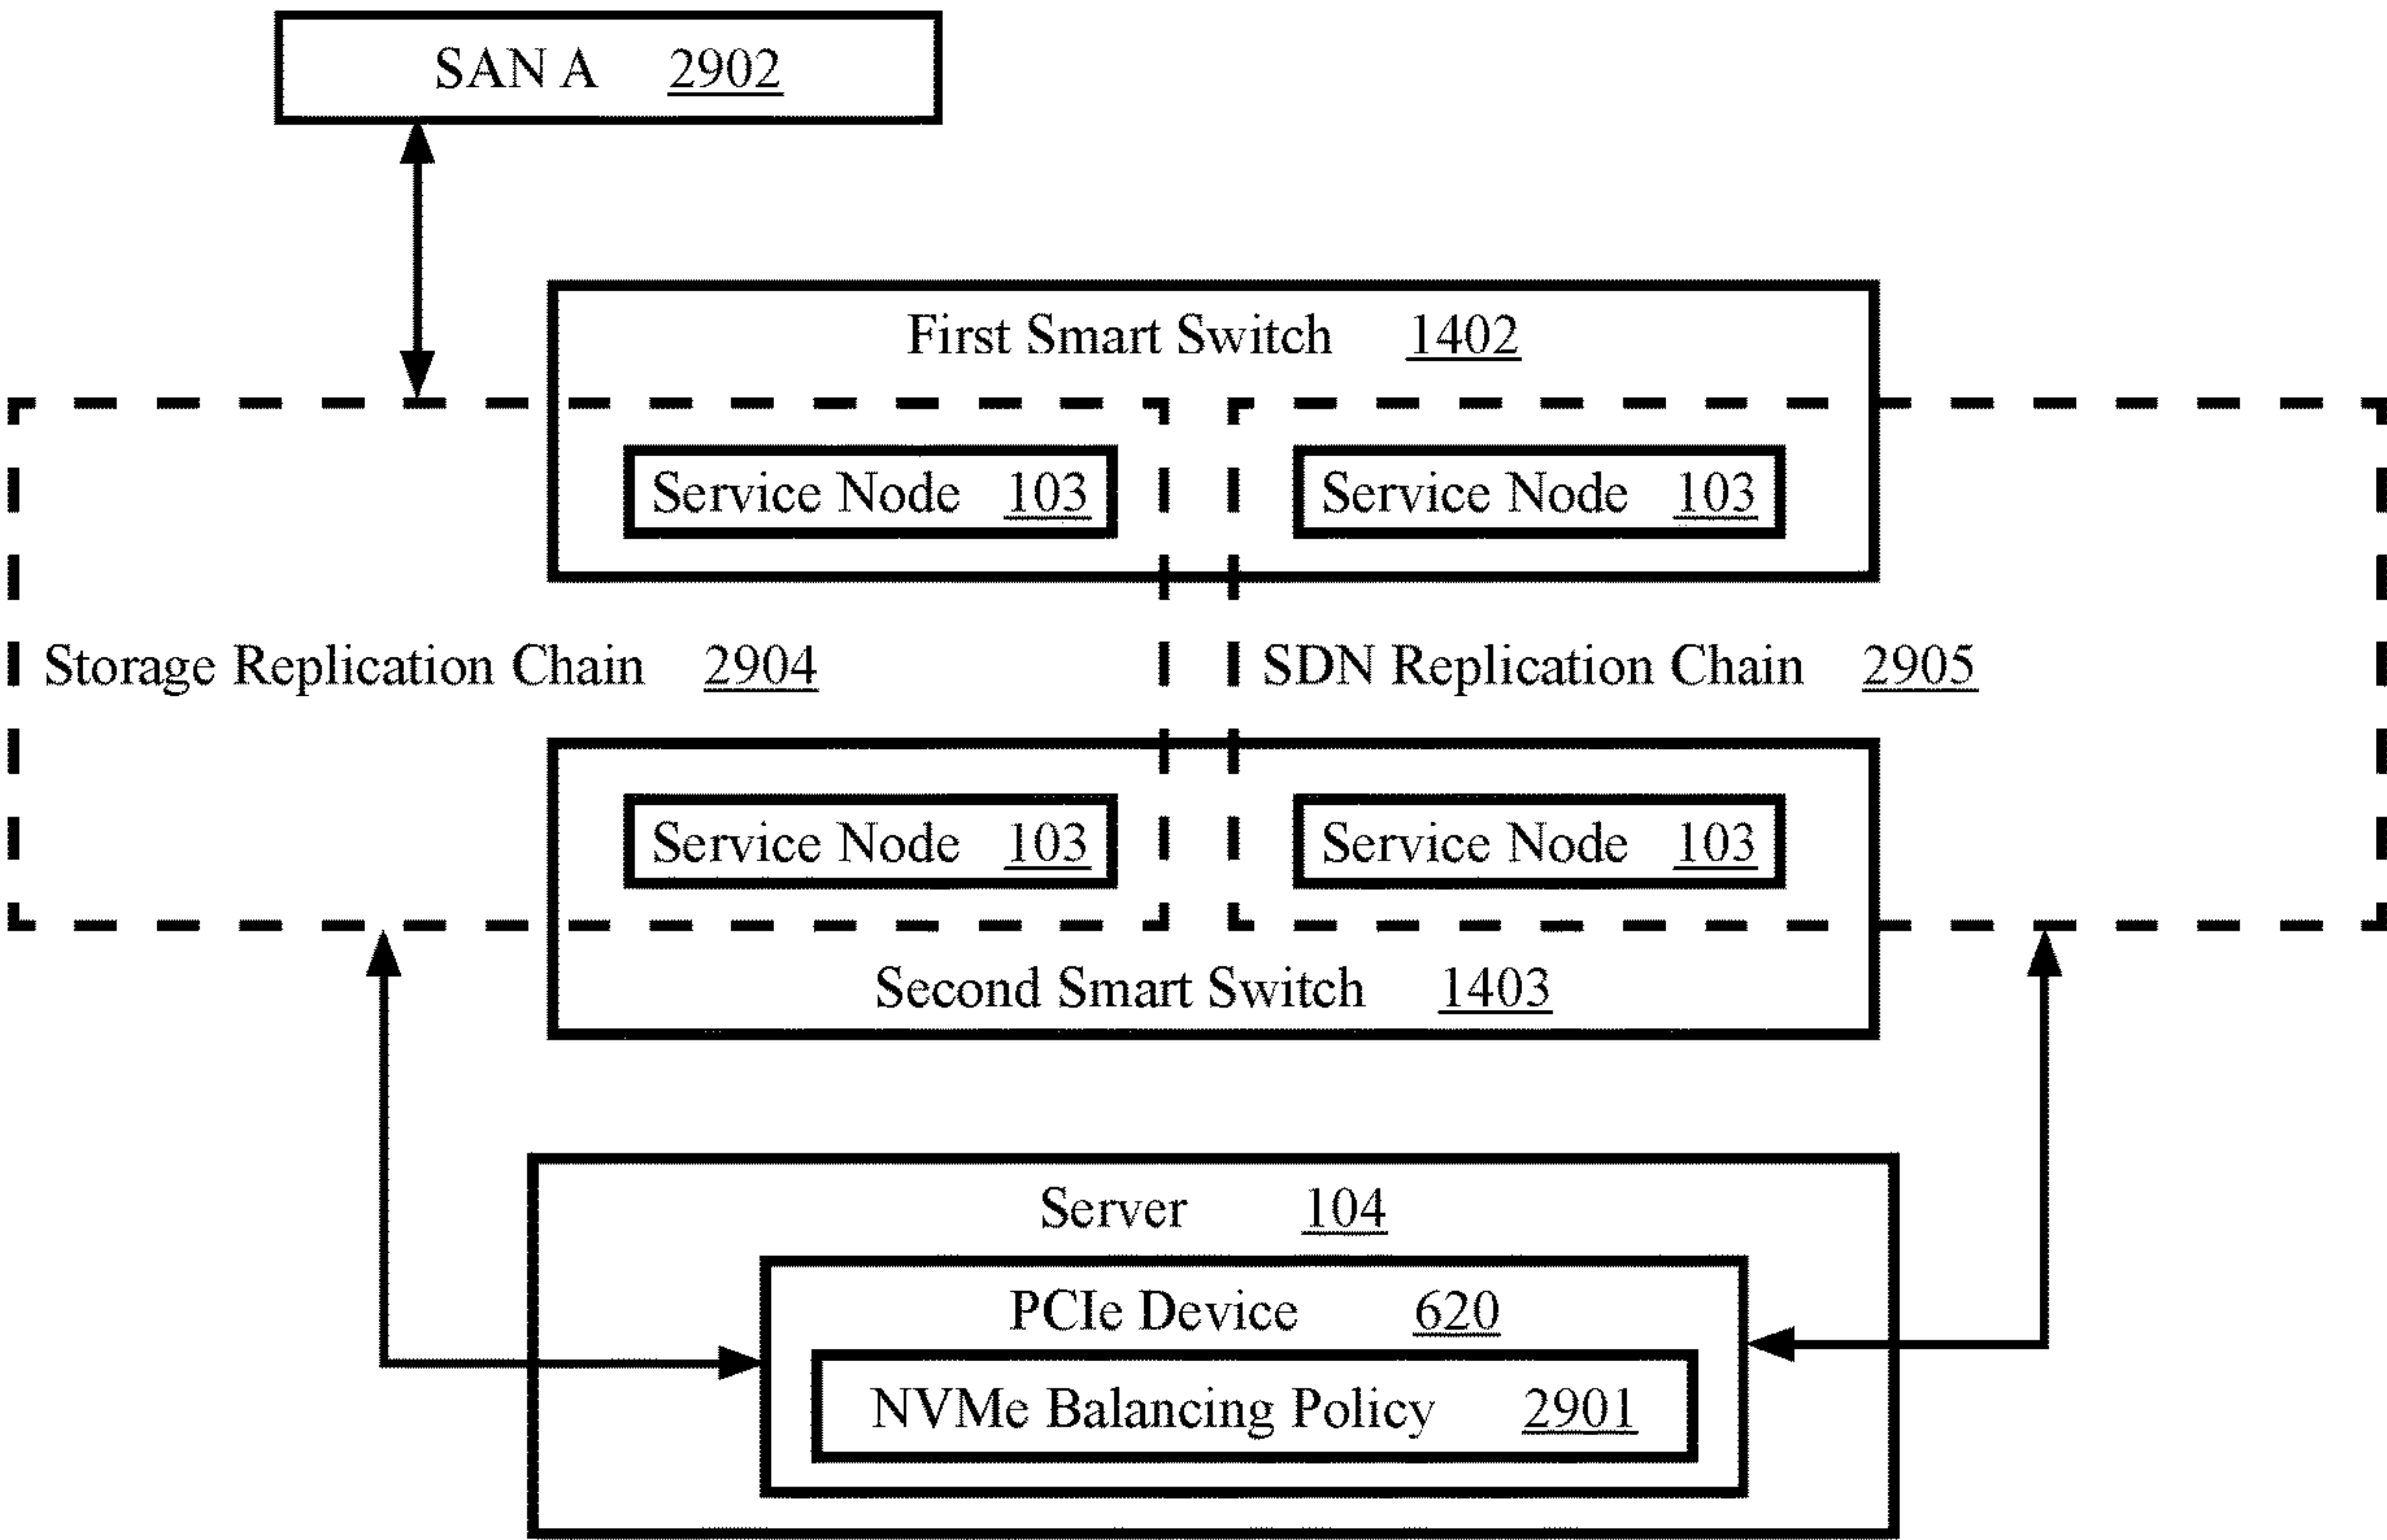 SAN A 2902
First Smart Switch 1402
Service Node 103 Service Node 103
Storage Replication Chain 2904 SDN Replication Chain 2905
Service Node 103 Service Node 103
Second Smart Switch 1403
Server 104
PCIe Device 620
NVMe Balancing Policy 2901